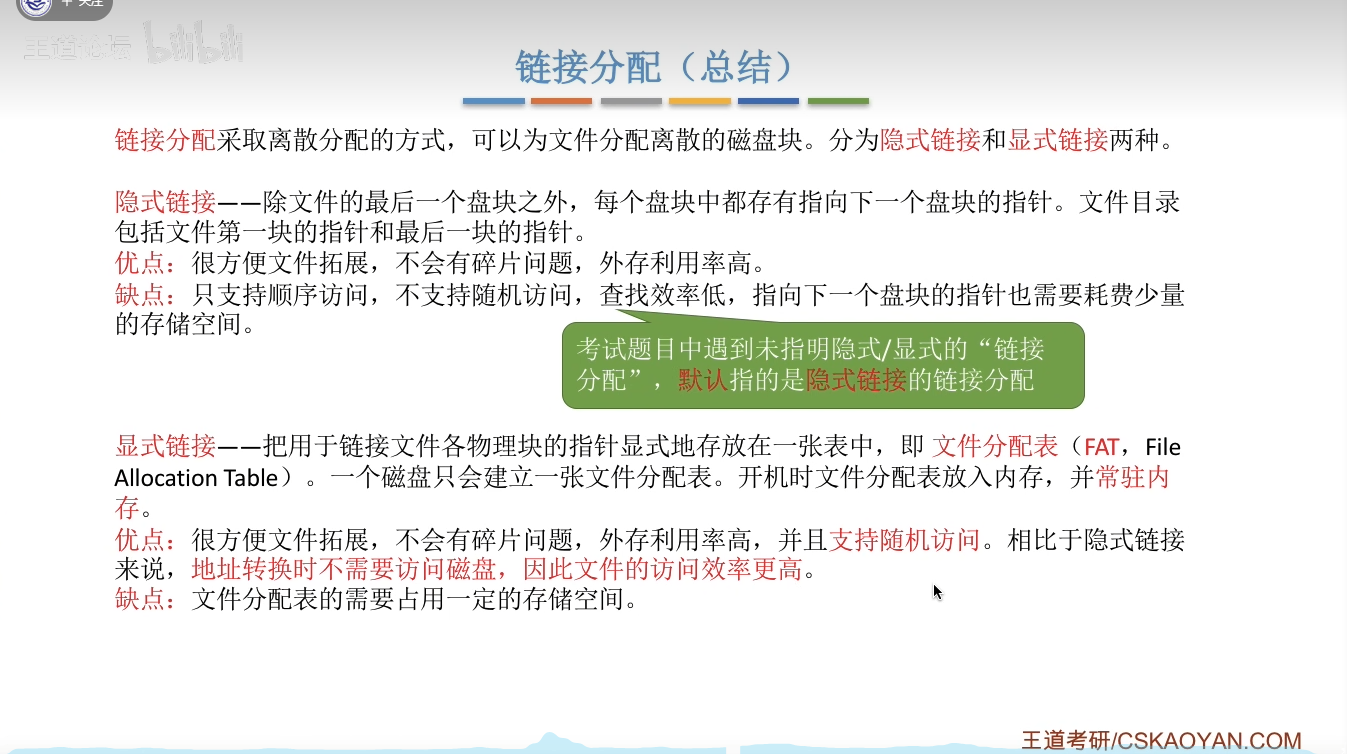 + 关注
王道论坛 bilibili
链接分配（总结）
链接分配采取离散分配的方式，可以为文件分配离散的磁盘块。分为隐式链接和显式链接两种。
隐式链接——除文件的最后一个盘块之外，每个盘块中都存有指向下一个盘块的指针。文件目录
包括文件第一块的指针和最后一块的指针。
优点：很方便文件拓展，不会有碎片问题，外存利用率高。
缺点：只支持顺序访问，不支持随机访问，查找效率低，指向下一个盘块的指针也需要耗费少量
的存储空间。
考试题目中遇到未指明隐式/显式的“链接
分配”，默认指的是隐式链接的链接分配
显式链接——把用于链接文件各物理块的指针显式地存放在一张表中，即 文件分配表（FAT，File
Allocation Table）。一个磁盘只会建立一张文件分配表。开机时文件分配表放入内存，并常驻内
存。
优点：很方便文件拓展，不会有碎片问题，外存利用率高，并且支持随机访问。相比于隐式链接
来说，地址转换时不需要访问磁盘，因此文件的访问效率更高。
缺点：文件分配表的需要占用一定的存储空间。
王道考研/CSKAOYAN.COM